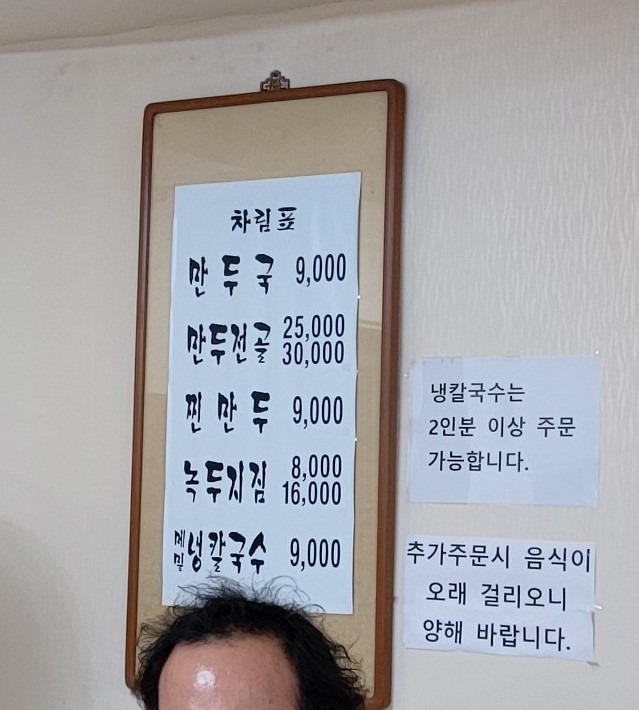 차림표
만두국 9,000
만두전골 25,000
30,000
찐만두 9,000
녹두지짐 8,000
16,000
메밀냉칼국수 9,000
냉칼국수는
2인분 이상 주문
가능합니다.
추가주문시 음식이
오래 걸리오니
양해 바랍니다.